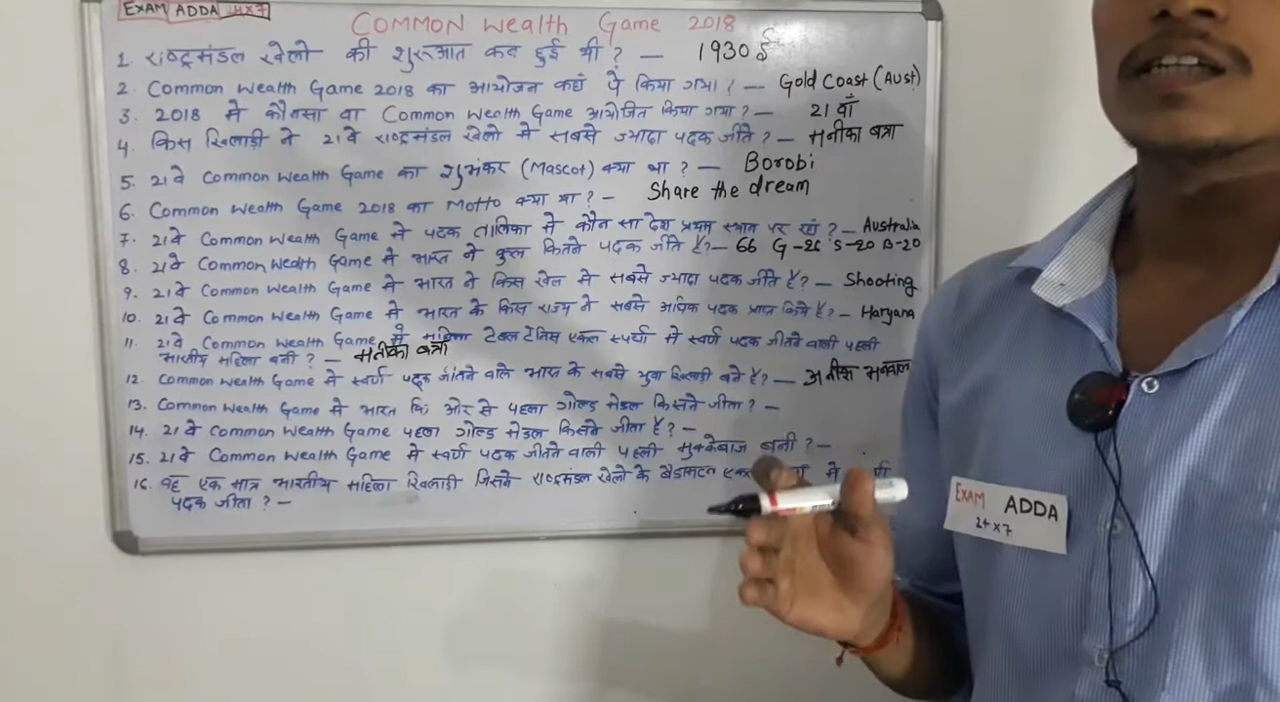 EXAM ADDA 24x7
COMMON Wealth Game 2018
1. राष्ट्रमंडल खेलो की शुरूआत कब हुई थी ? — 1930 ई
2. Common Wealth Game 2018 का आयोजन कहाँ पे किया गया ? — Gold Coast (Aust)
3. 2018 मे कौनसा वा Common Wealth Game आयोजित किया गया ? — 21 वाँ
4. किस खिलाड़ी ने 21 वे राष्ट्रमंडल खेलो मे सबसे ज्यादा पदक जीते ? — मनीका बत्रा
5. 21 वे Common Wealth Game का शुभंकर (Mascot) क्या था ? — Borobi
6. Common Wealth Game 2018 का Motto क्या था ? — Share the dream
7. 21 वे Common Wealth Game मे पदक तालिका मे कौन सा देश प्रथम स्थान पर रहा ? — Australia
8. 21 वे Common Wealth Game मे भारत ने कुल कितने पदक जीते है ? — 66 G-26 S-20 B-20
9. 21 वे Common Wealth Game मे भारत ने किस खेल मे सबसे ज्यादा पदक जीते है ? — Shooting
10. 21 वे Common Wealth Game मे भारत के किस राज्य ने सबसे अधिक पदक प्राप्त किये है ? — Haryana
11. 21 वे Common Wealth Game मे महिला टेबल टेनिस एकल स्पर्धा मे स्वर्ण पदक जीतने वाली पहली
भारतीय महिला बनी ? — मनीका बत्रा
12. Common Wealth Game मे स्वर्ण पदक जीतने वाले भारत के सबसे युवा खिलाड़ी बने है ? — अनीश भनवाल
13. Common Wealth Game मे भारत कि ओर से पहला गोल्ड मेडल किसने जीता ? —
14. 21 वे Common Wealth Game पहला गोल्ड मेडल किसने जीता है ? —
15. 21 वे Common Wealth Game मे स्वर्ण पदक जीतने वाली पहली मुक्केबाज बनी ? —
16. वह एक मात्र भारतीय महिला खिलाड़ी जिसने राष्ट्रमंडल खेलो के बैडमिंटन एकल मे
पदक जीता ? —
EXAM ADDA
24x7